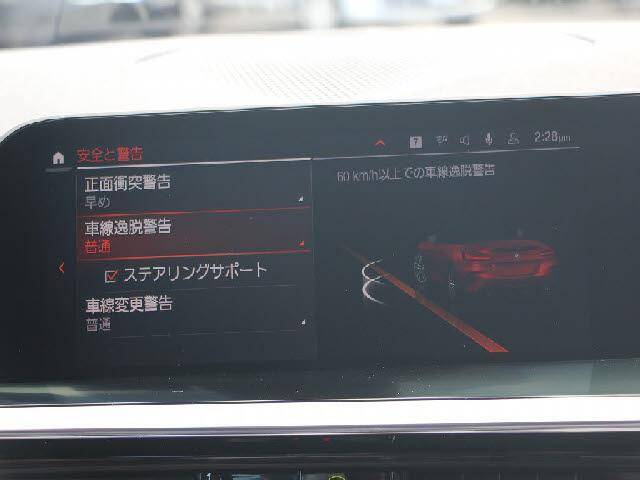 安全と警告
2:28pm
正面衝突警告
早め
60 km/h以上での車線逸脱警告
車線逸脱警告
普通
ステアリングサポート
車線変更警告
普通